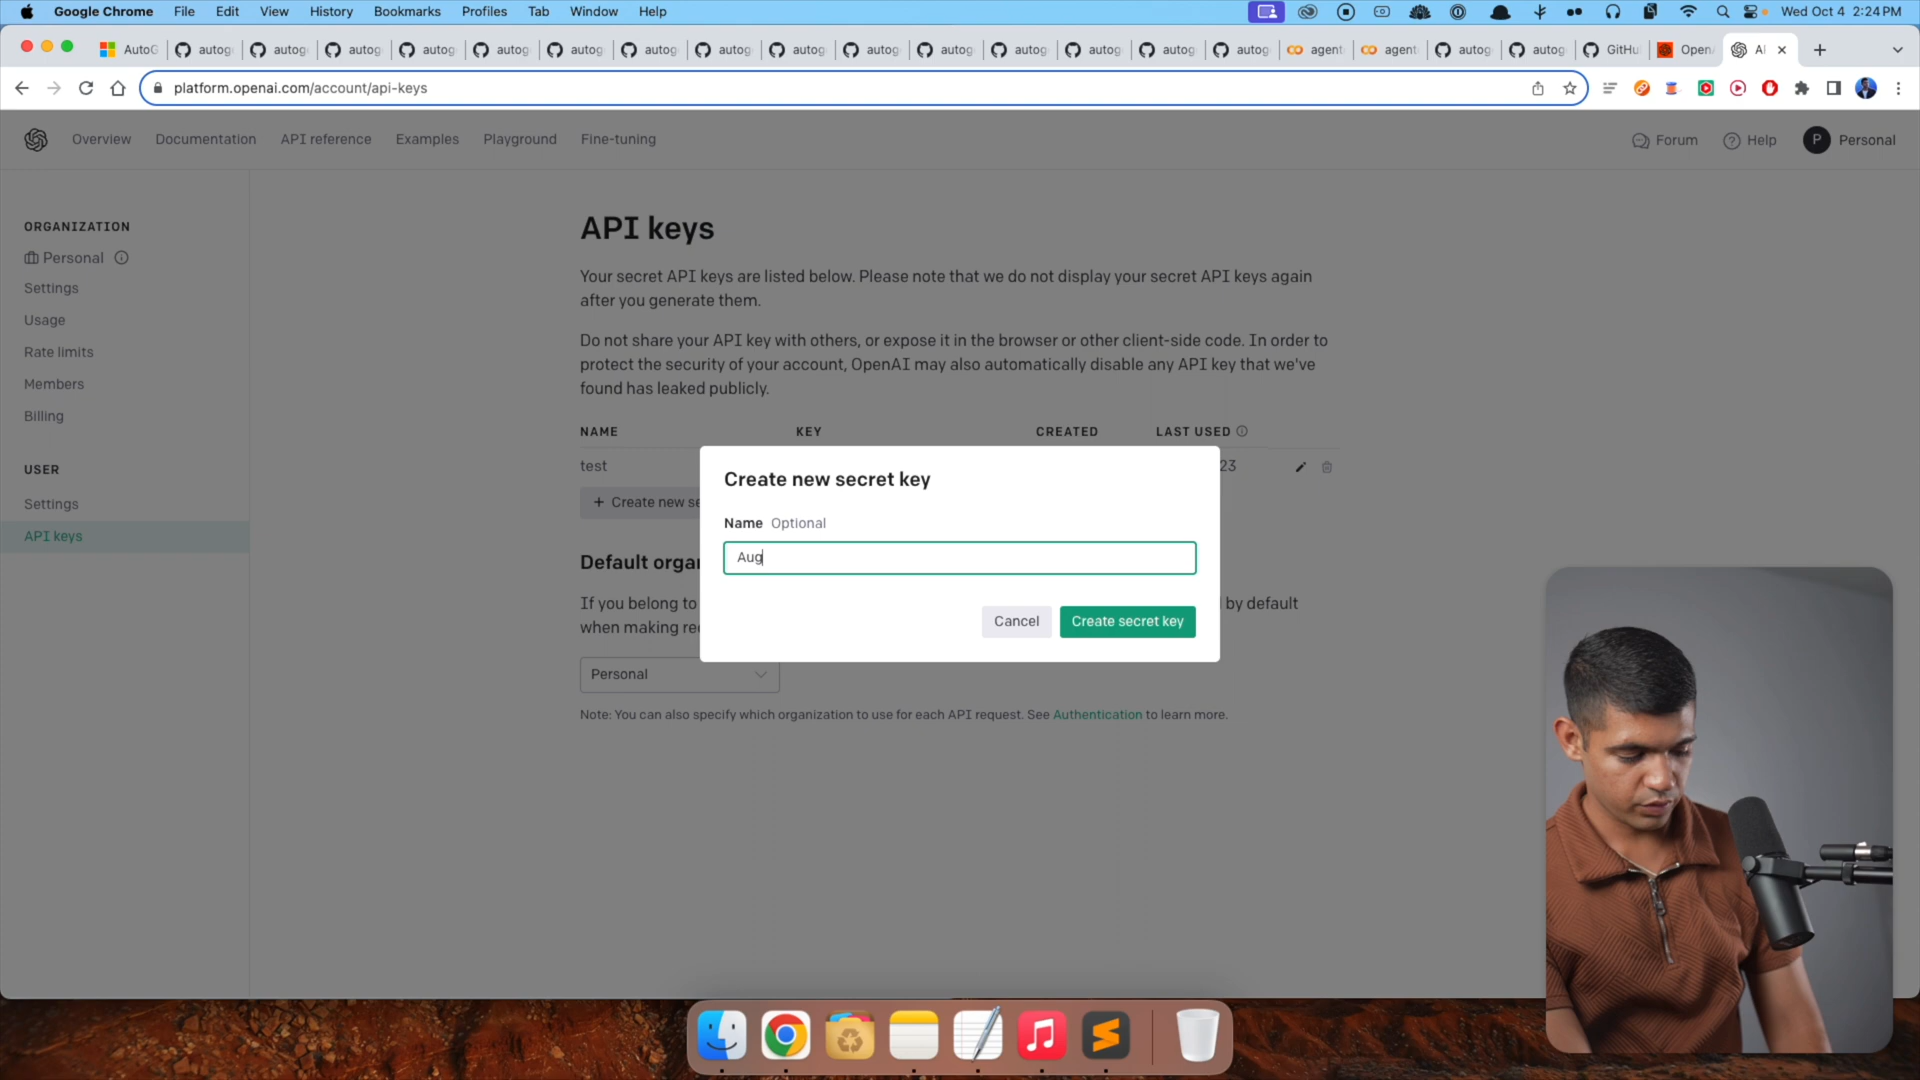 Google Chrome File Edit View History Bookmarks Profiles Tab Window Help Wed Oct 4 2:24 PM
AutoG autog autog autog autog autog autog autog autog autog autog autog autog autog autog autog agent agent autog autog GitHu OpenA AI
platform.openai.com/account/api-keys
Overview Documentation API reference Examples Playground Fine-tuning Forum Help P Personal
ORGANIZATION
Personal
Settings
Usage
Rate limits
Members
Billing
USER
Settings
API keys
API keys
Your secret API keys are listed below. Please note that we do not display your secret API keys again
after you generate them.
Do not share your API key with others, or expose it in the browser or other client-side code. In order to
protect the security of your account, OpenAI may also automatically disable any API key that we've
found has leaked publicly.
NAME KEY CREATED LAST USED
test 23
+ Create new se
Create new secret key
Name Optional
Aug
Cancel Create secret key
Default orga
If you belong to by default
when making re
Personal
Note: You can also specify which organization to use for each API request. See Authentication to learn more.